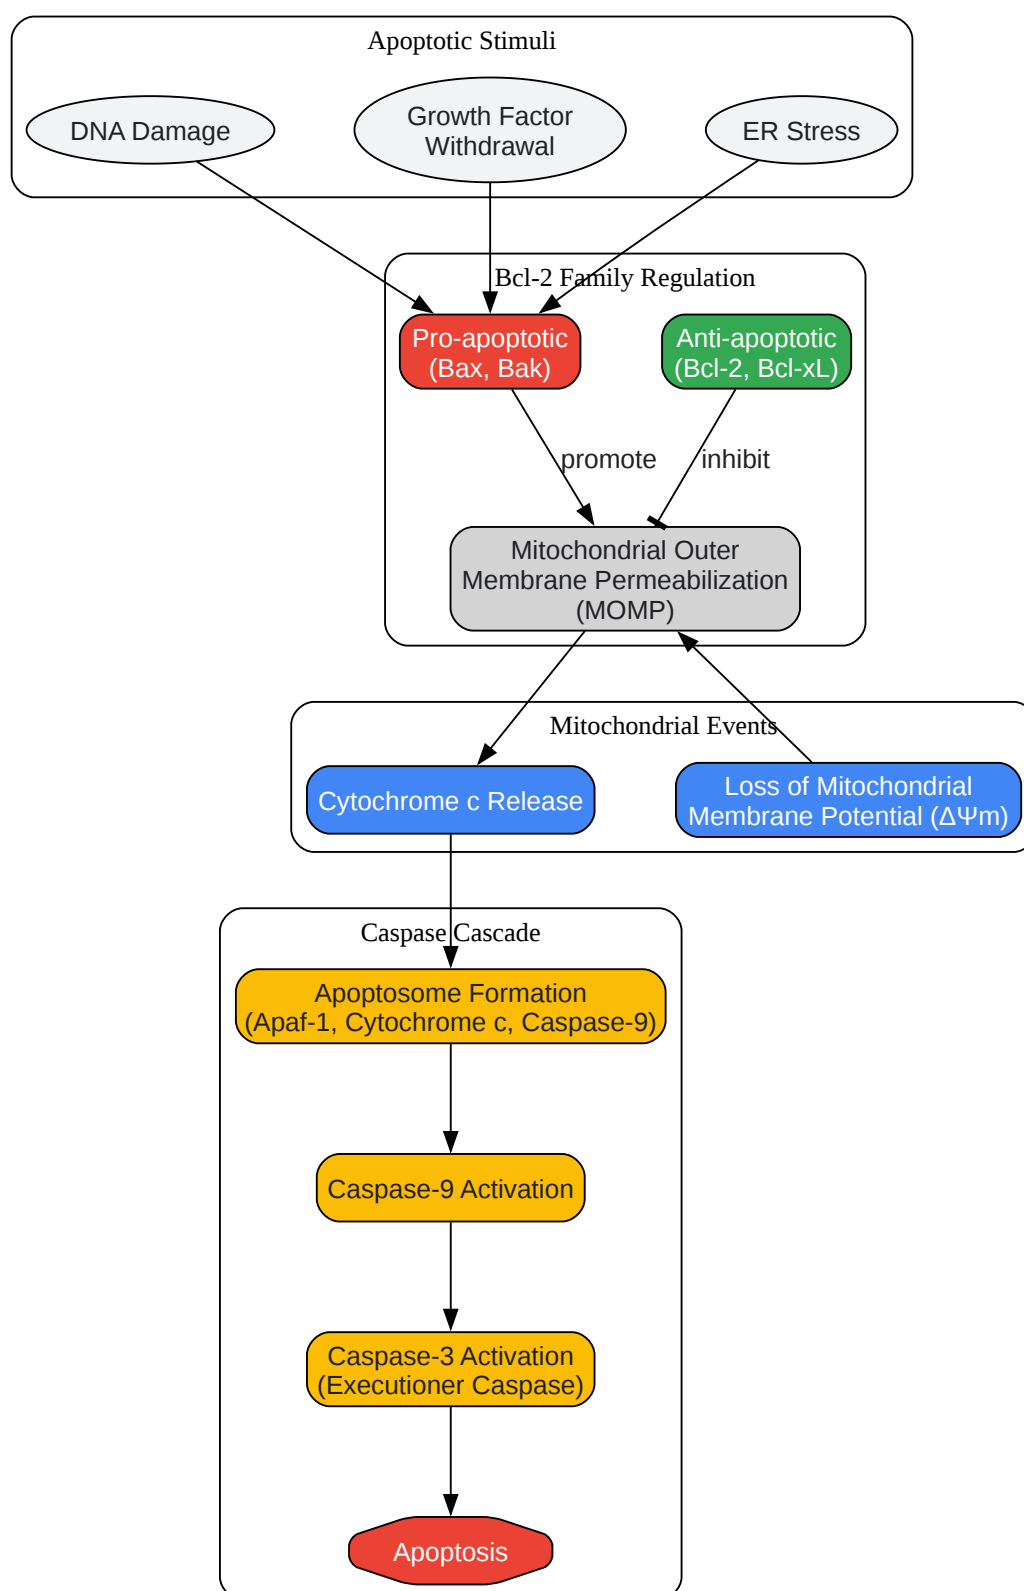 Apoptotic Stimuli
DNA Damage
Growth Factor
Withdrawal
ER Stress
Bcl-2 Family Regulation
Pro-apoptotic
(Bax, Bak)
Anti-apoptotic
(Bcl-2, Bcl-xL)
promote
inhibit
Mitochondrial Outer
Membrane Permeabilization
(MOMP)
Mitochondrial Events
Cytochrome c Release
Loss of Mitochondrial
Membrane Potential (ΔΨm)
Caspase Cascade
Apoptosome Formation
(Apaf-1, Cytochrome c, Caspase-9)
Caspase-9 Activation
Caspase-3 Activation
(Executioner Caspase)
Apoptosis